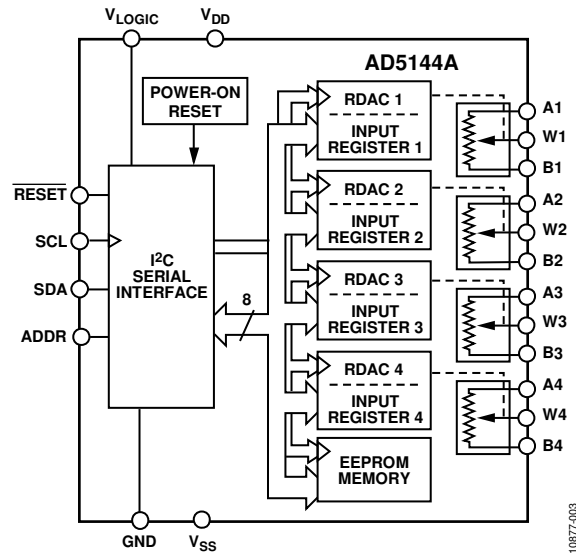 VLOGIC
VDD
AD5144A
POWER-ON
RESET
RDAC 1
INPUT
REGISTER 1
A1
W1
B1
RESET
SCL
SDA
ADDR
I2C
SERIAL
INTERFACE
8
RDAC 2
INPUT
REGISTER 2
A2
W2
B2
RDAC 3
INPUT
REGISTER 3
A3
W3
B3
RDAC 4
INPUT
REGISTER 4
A4
W4
B4
EEPROM
MEMORY
GND
VSS
10877-003